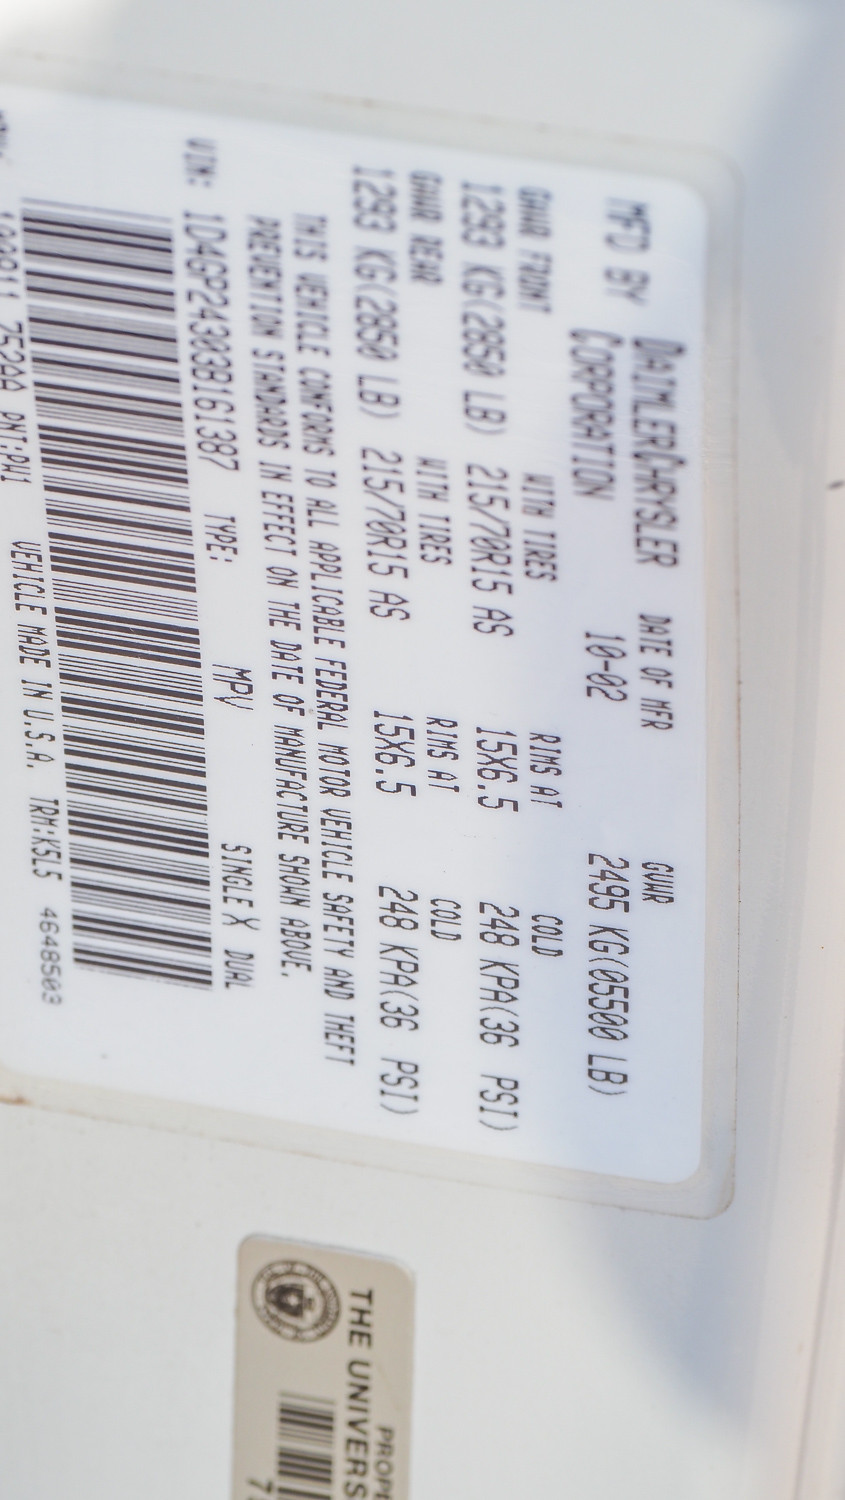 MFD BY DAIMLERCHRYSLER DATE OF MFR GVWR
CORPORATION 10-02 2495 KG(05500 LB)
GAWR FRONT WITH TIRES RIMS AT COLD
1293 KG(2850 LB) 215/70R15 AS 15X6.5 248 KPA(36 PSI)
GAWR REAR WITH TIRES RIMS AT COLD
1293 KG(2850 LB) 215/70R15 AS 15X6.5 248 KPA(36 PSI)
THIS VEHICLE CONFORMS TO ALL APPLICABLE FEDERAL MOTOR VEHICLE SAFETY AND THEFT
PREVENTION STANDARDS IN EFFECT ON THE DATE OF MANUFACTURE SHOWN ABOVE.
VIN: 1D4GP24303B161387 TYPE: MPV SINGLE X DUAL
752AA PNT:PW1 VEHICLE MADE IN U.S.A. TRM:K5L5 4648503
THE UNIVERS